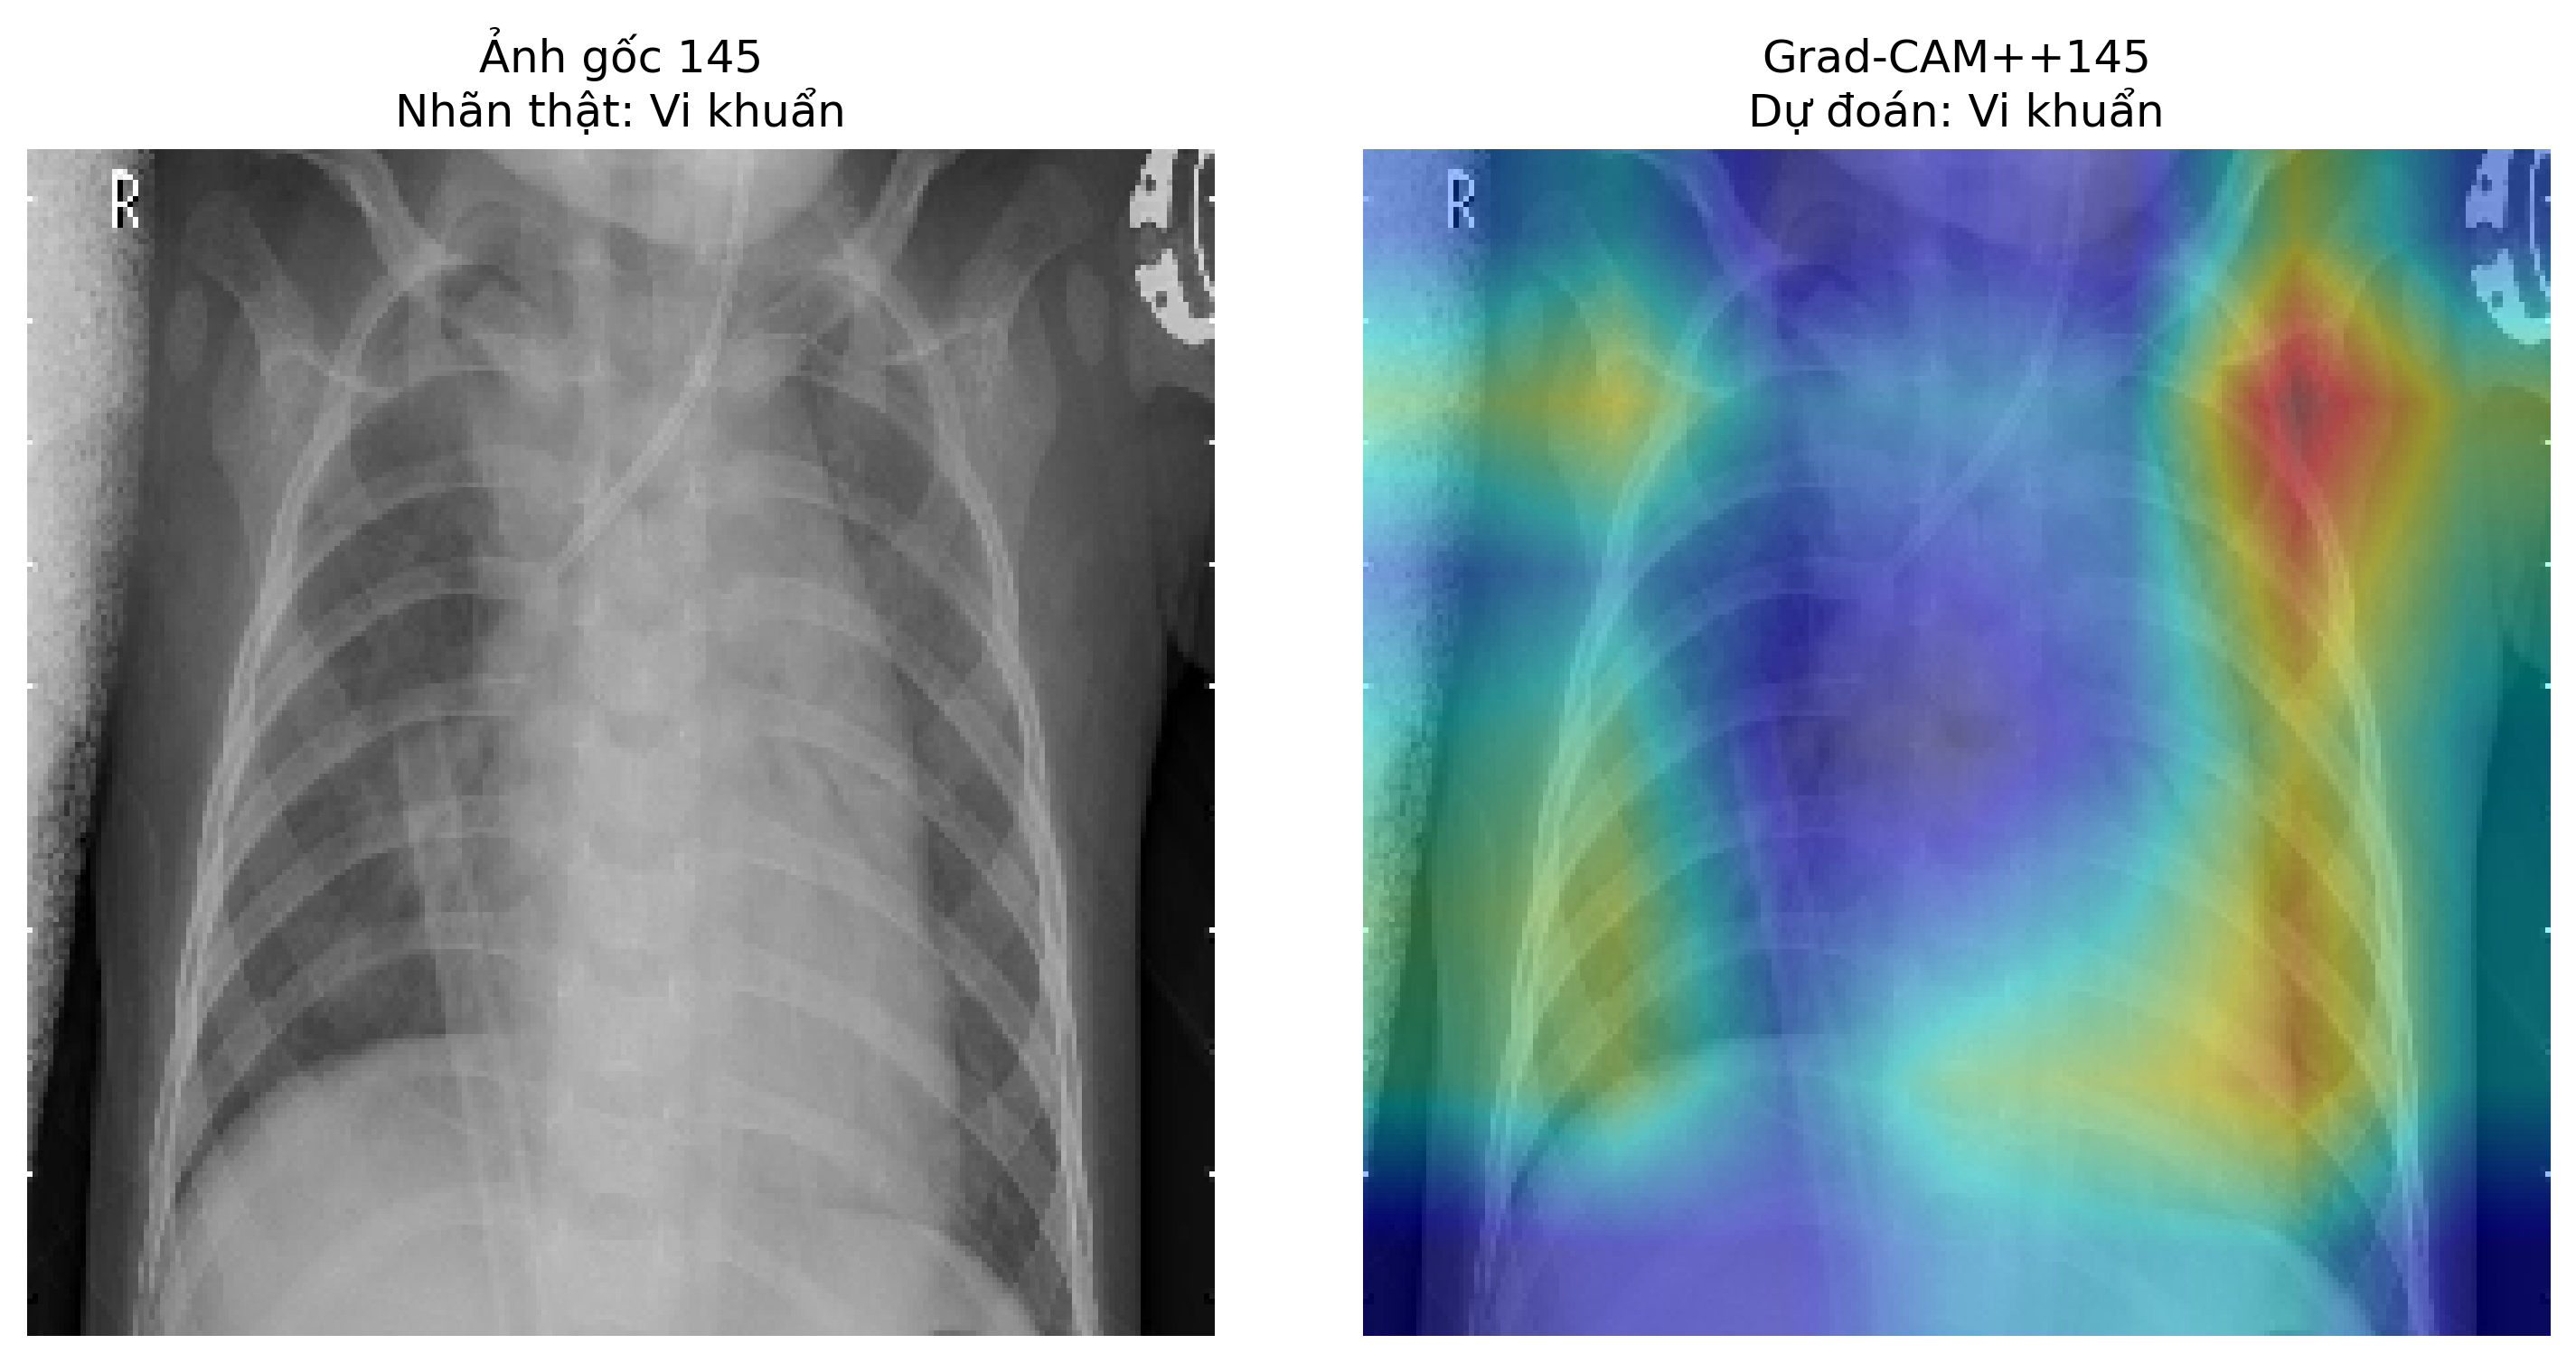 Ảnh gốc 145
Nhãn thật: Vi khuẩn
R
Grad-CAM++145
Dự đoán: Vi khuẩn
R